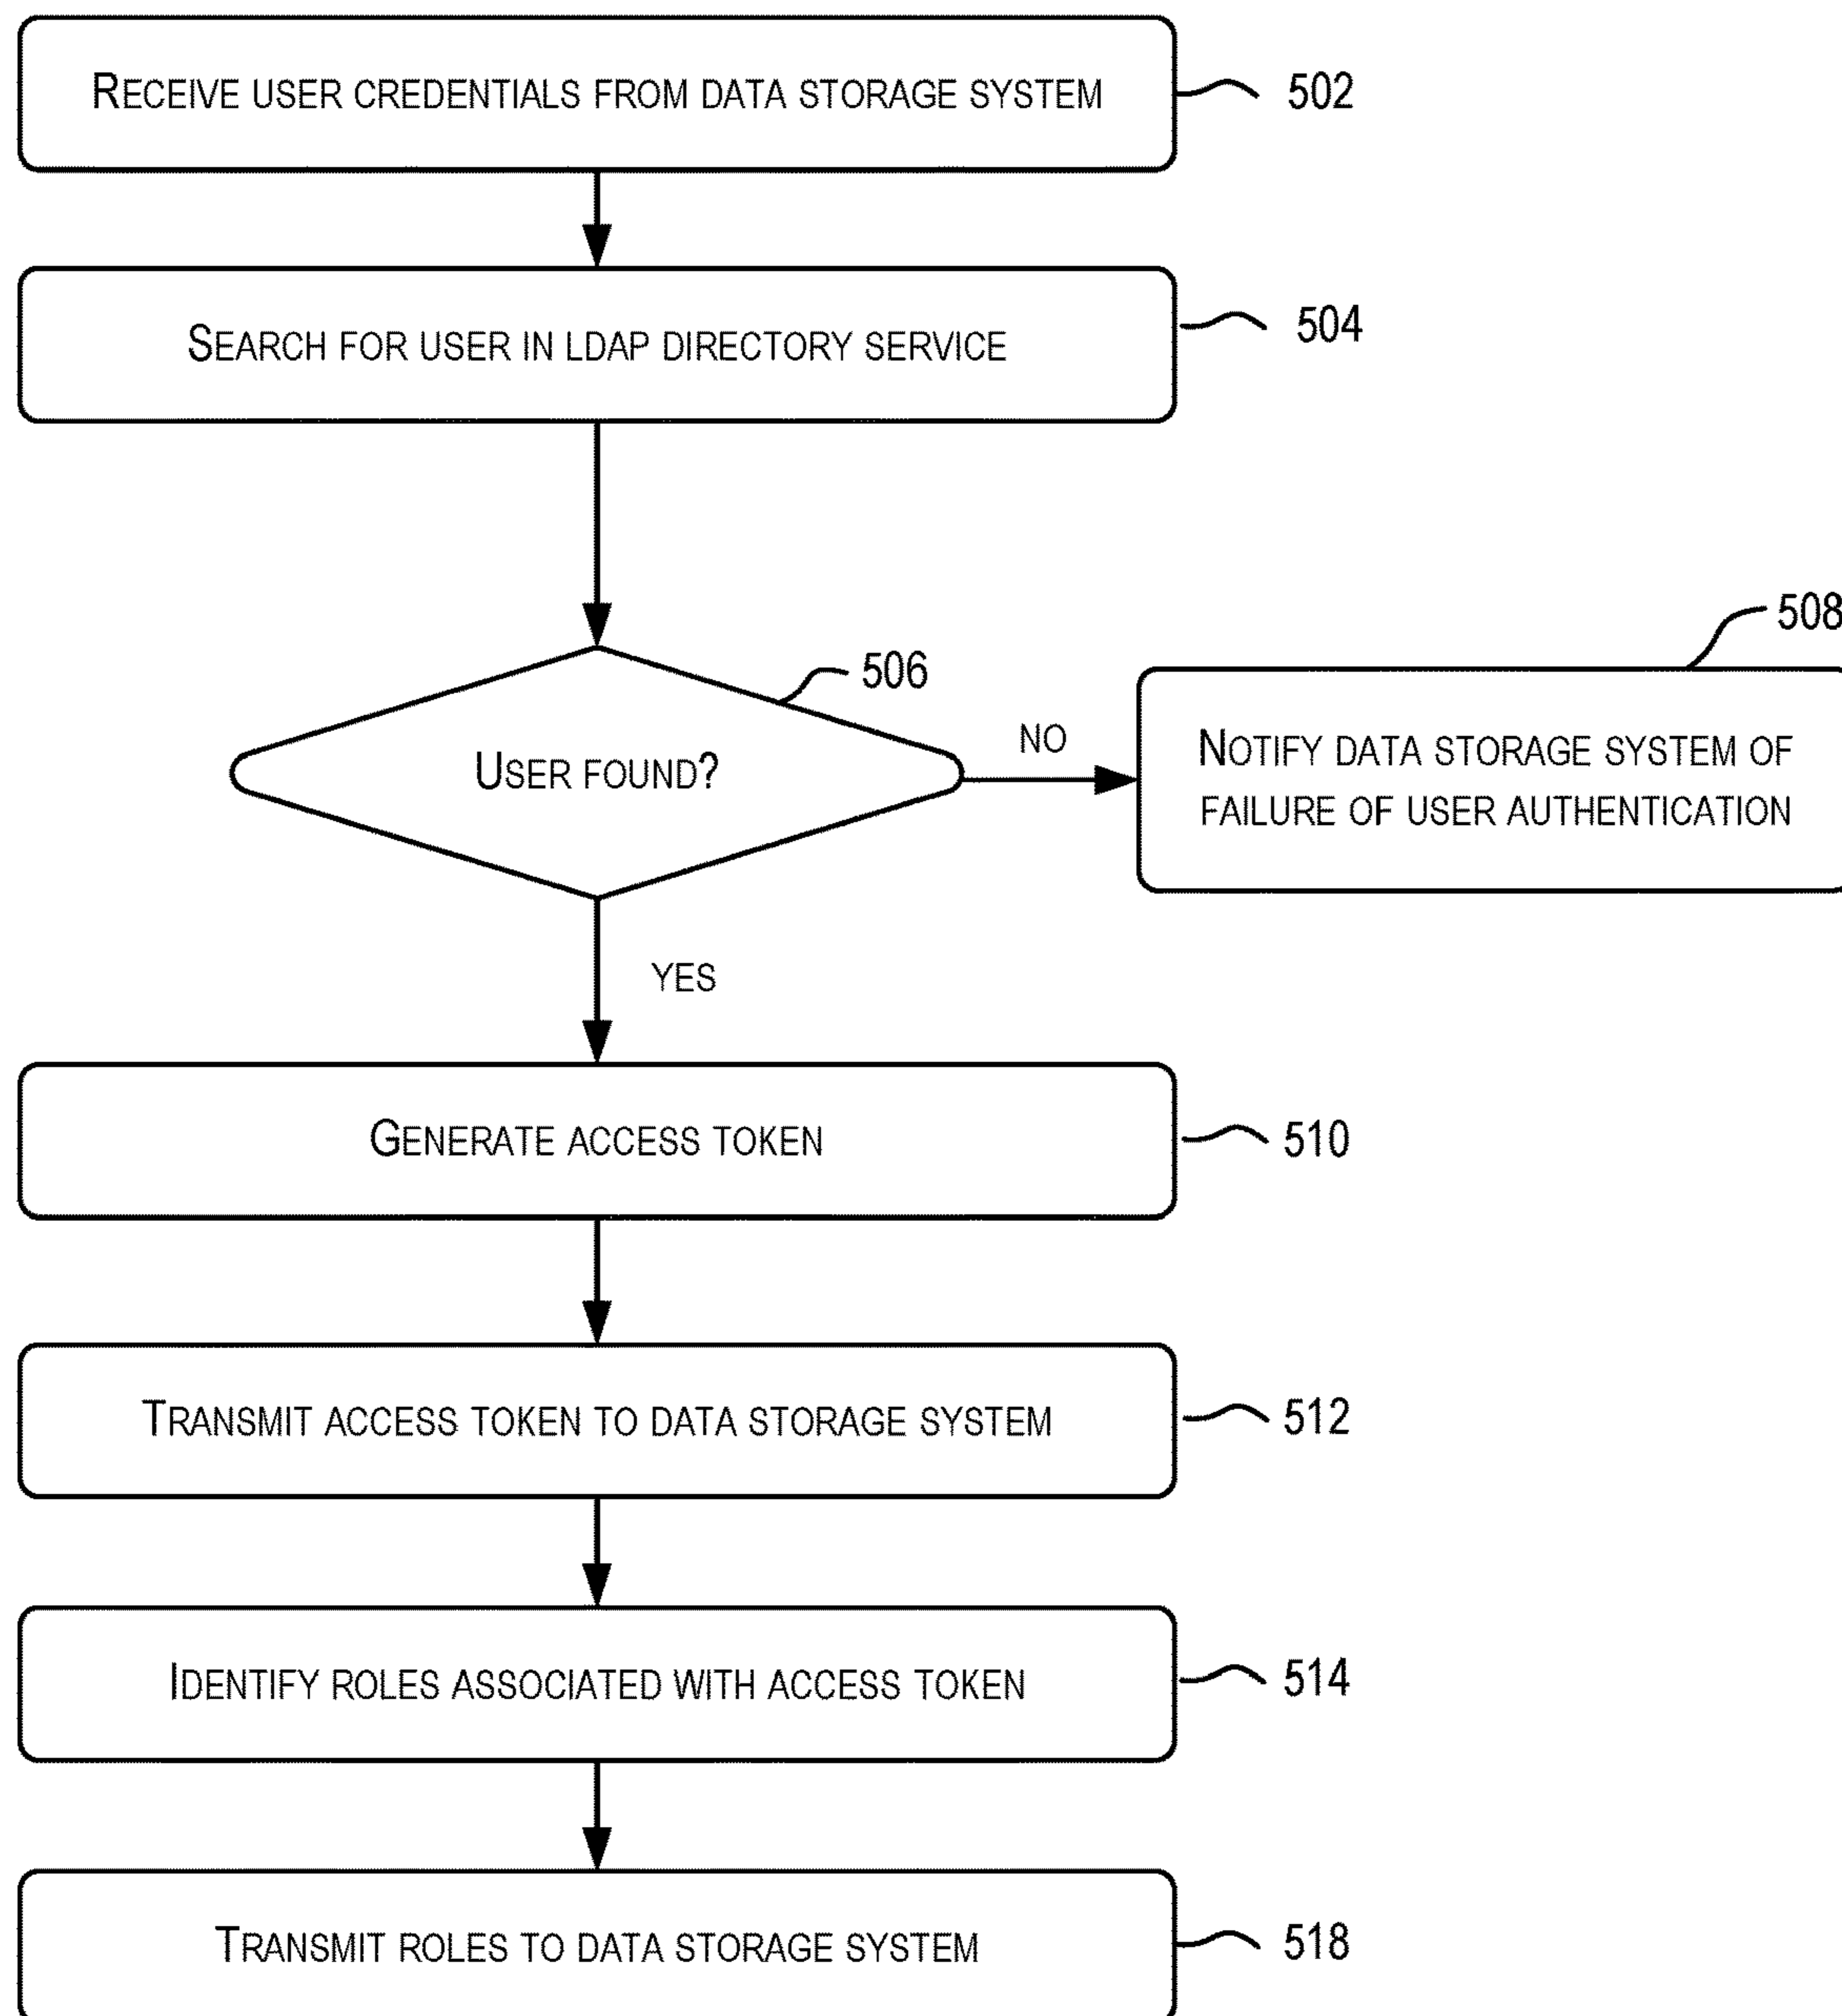 RECEIVE USER CREDENTIALS FROM DATA STORAGE SYSTEM
502
SEARCH FOR USER IN LDAP DIRECTORY SERVICE
504
508
506
USER FOUND?
NO
NOTIFY DATA STORAGE SYSTEM OF
FAILURE OF USER AUTHENTICATION
YES
GENERATE ACCESS TOKEN
510
TRANSMIT ACCESS TOKEN TO DATA STORAGE SYSTEM
512
IDENTIFY ROLES ASSOCIATED WITH ACCESS TOKEN
514
TRANSMIT ROLES TO DATA STORAGE SYSTEM
518